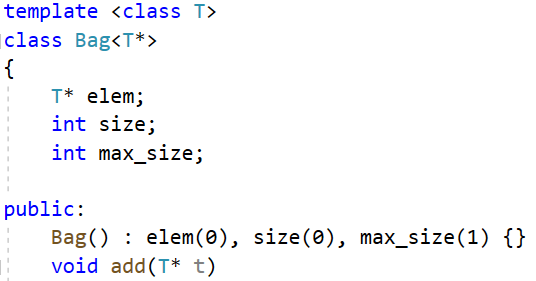 template <class T>
class Bag<T*>
{
    T* elem;
    int size;
    int max_size;
public:
    Bag() : elem(0), size(0), max_size(1) {}
    void add(T* t)